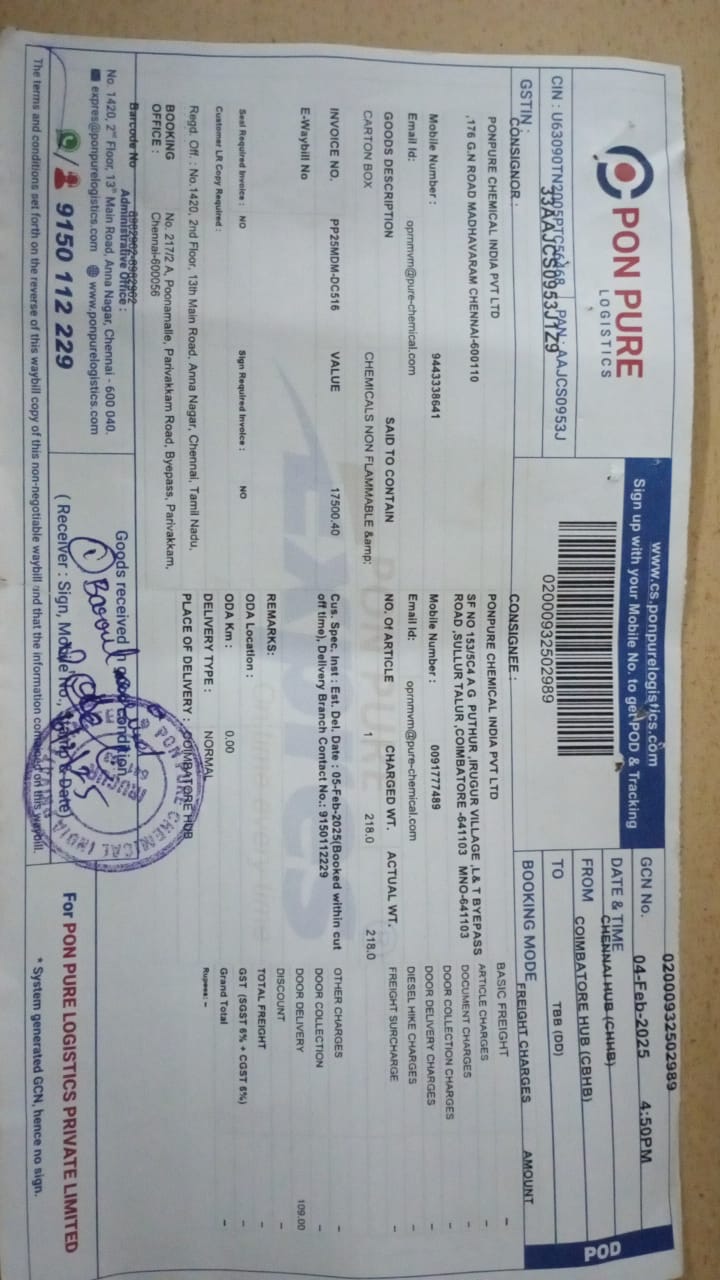 PON PURE
LOGISTICS
www.cs.ponpurelogistics.com
Sign up with your Mobile No. to get POD & Tracking
POD
02000932502989
GCN No. 02000932502989
DATE & TIME 04-Feb-2025 4:50PM
FROM CHENNAI HUB (CHHB)
TO COIMBATORE HUB (CBHB)
TBB (DD)
BOOKING MODE
FREIGHT CHARGES AMOUNT
CIN : PAN: AAJCS0953J
GSTIN : 33AAJCS0953J1Z9
CONSIGNOR :
PONPURE CHEMICAL INDIA PVT LTD
,176 G.N ROAD MADHAVARAM CHENNAI-600110
Mobile Number : 9443338641
Email Id: oprnmvm@pure-chemical.com
CONSIGNEE :
PONPURE CHEMICAL INDIA PVT LTD
SF NO 153/5C4 A G PUTHUR ,IRUGUR VILLAGE ,L& T BYEPASS
ROAD ,SULLUR TALUR ,COIMBATORE -641103 MNO-641103
Mobile Number : 0091777489
Email Id: oprnmvm@pure-chemical.com
GOODS DESCRIPTION SAID TO CONTAIN NO. OF ARTICLE CHARGED WT. ACTUAL WT.
CARTON BOX CHEMICALS NON FLAMMABLE &amp; 1 218.0 218.0
INVOICE NO. PP25MDM-DC516 VALUE 17500.40
E-Waybill No
Cus. Spec. Inst : Est. Del. Date : 05-Feb-2025(Booked within cut
off time), Delivery Branch Contact No.: 9150112229
REMARKS:
Seal Required Invoice : NO Sign Required Invoice : NO
ODA Location :
Customer LR Copy Required :
ODA Km : 0.00
Regd. Off. : No.1420, 2nd Floor, 13th Main Road, Anna Nagar, Chennai, Tamil Nadu,
DELIVERY TYPE : NORMAL
BOOKING OFFICE : No. 217/2 A, Poonamalle, Parivakkam Road, Byepass, Parivakkam,
Chennai-600056
PLACE OF DELIVERY : COIMBATORE HUB
BASIC FREIGHT -
ARTICLE CHARGES -
DOCUMENT CHARGES -
DOOR COLLECTION CHARGES -
DOOR DELIVERY CHARGES -
DIESEL HIKE CHARGES -
FREIGHT SURCHARGE -
OTHER CHARGES -
DOOR COLLECTION -
DOOR DELIVERY 109.00
DISCOUNT -
TOTAL FREIGHT -
GST (SGST 6% + CGST 6%) -
Grand Total -
Rupees: –
Barcode No
Administrative Office :
No. 1420, 2nd Floor, 13th Main Road, Anna Nagar, Chennai - 600 040.
expres@ponpurelogistics.com www.ponpurelogistics.com
9150 112 229
Goods received in good condition
( Receiver : Sign, Mobile No.,
For PON PURE LOGISTICS PRIVATE LIMITED
The terms and conditions set forth on the reverse of this waybill copy of this non-negotiable waybill and that the information contained on this waybill.
* System generated GCN, hence no sign.